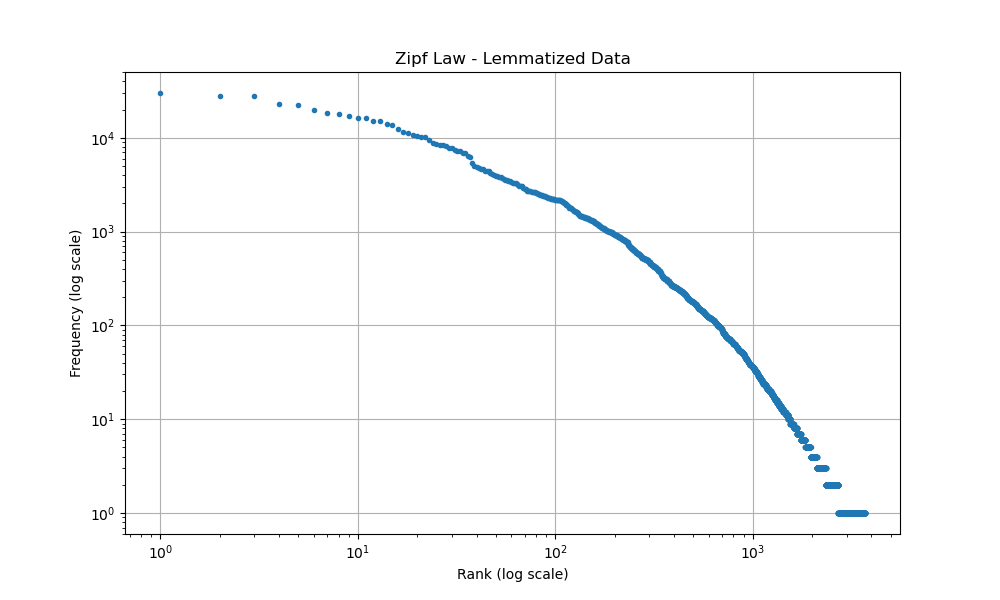 Zipf Law - Lemmatized Data
Frequency (log scale)
10⁴
10³
10²
10¹
10⁰
10⁰ 10¹ 10² 10³
Rank (log scale)